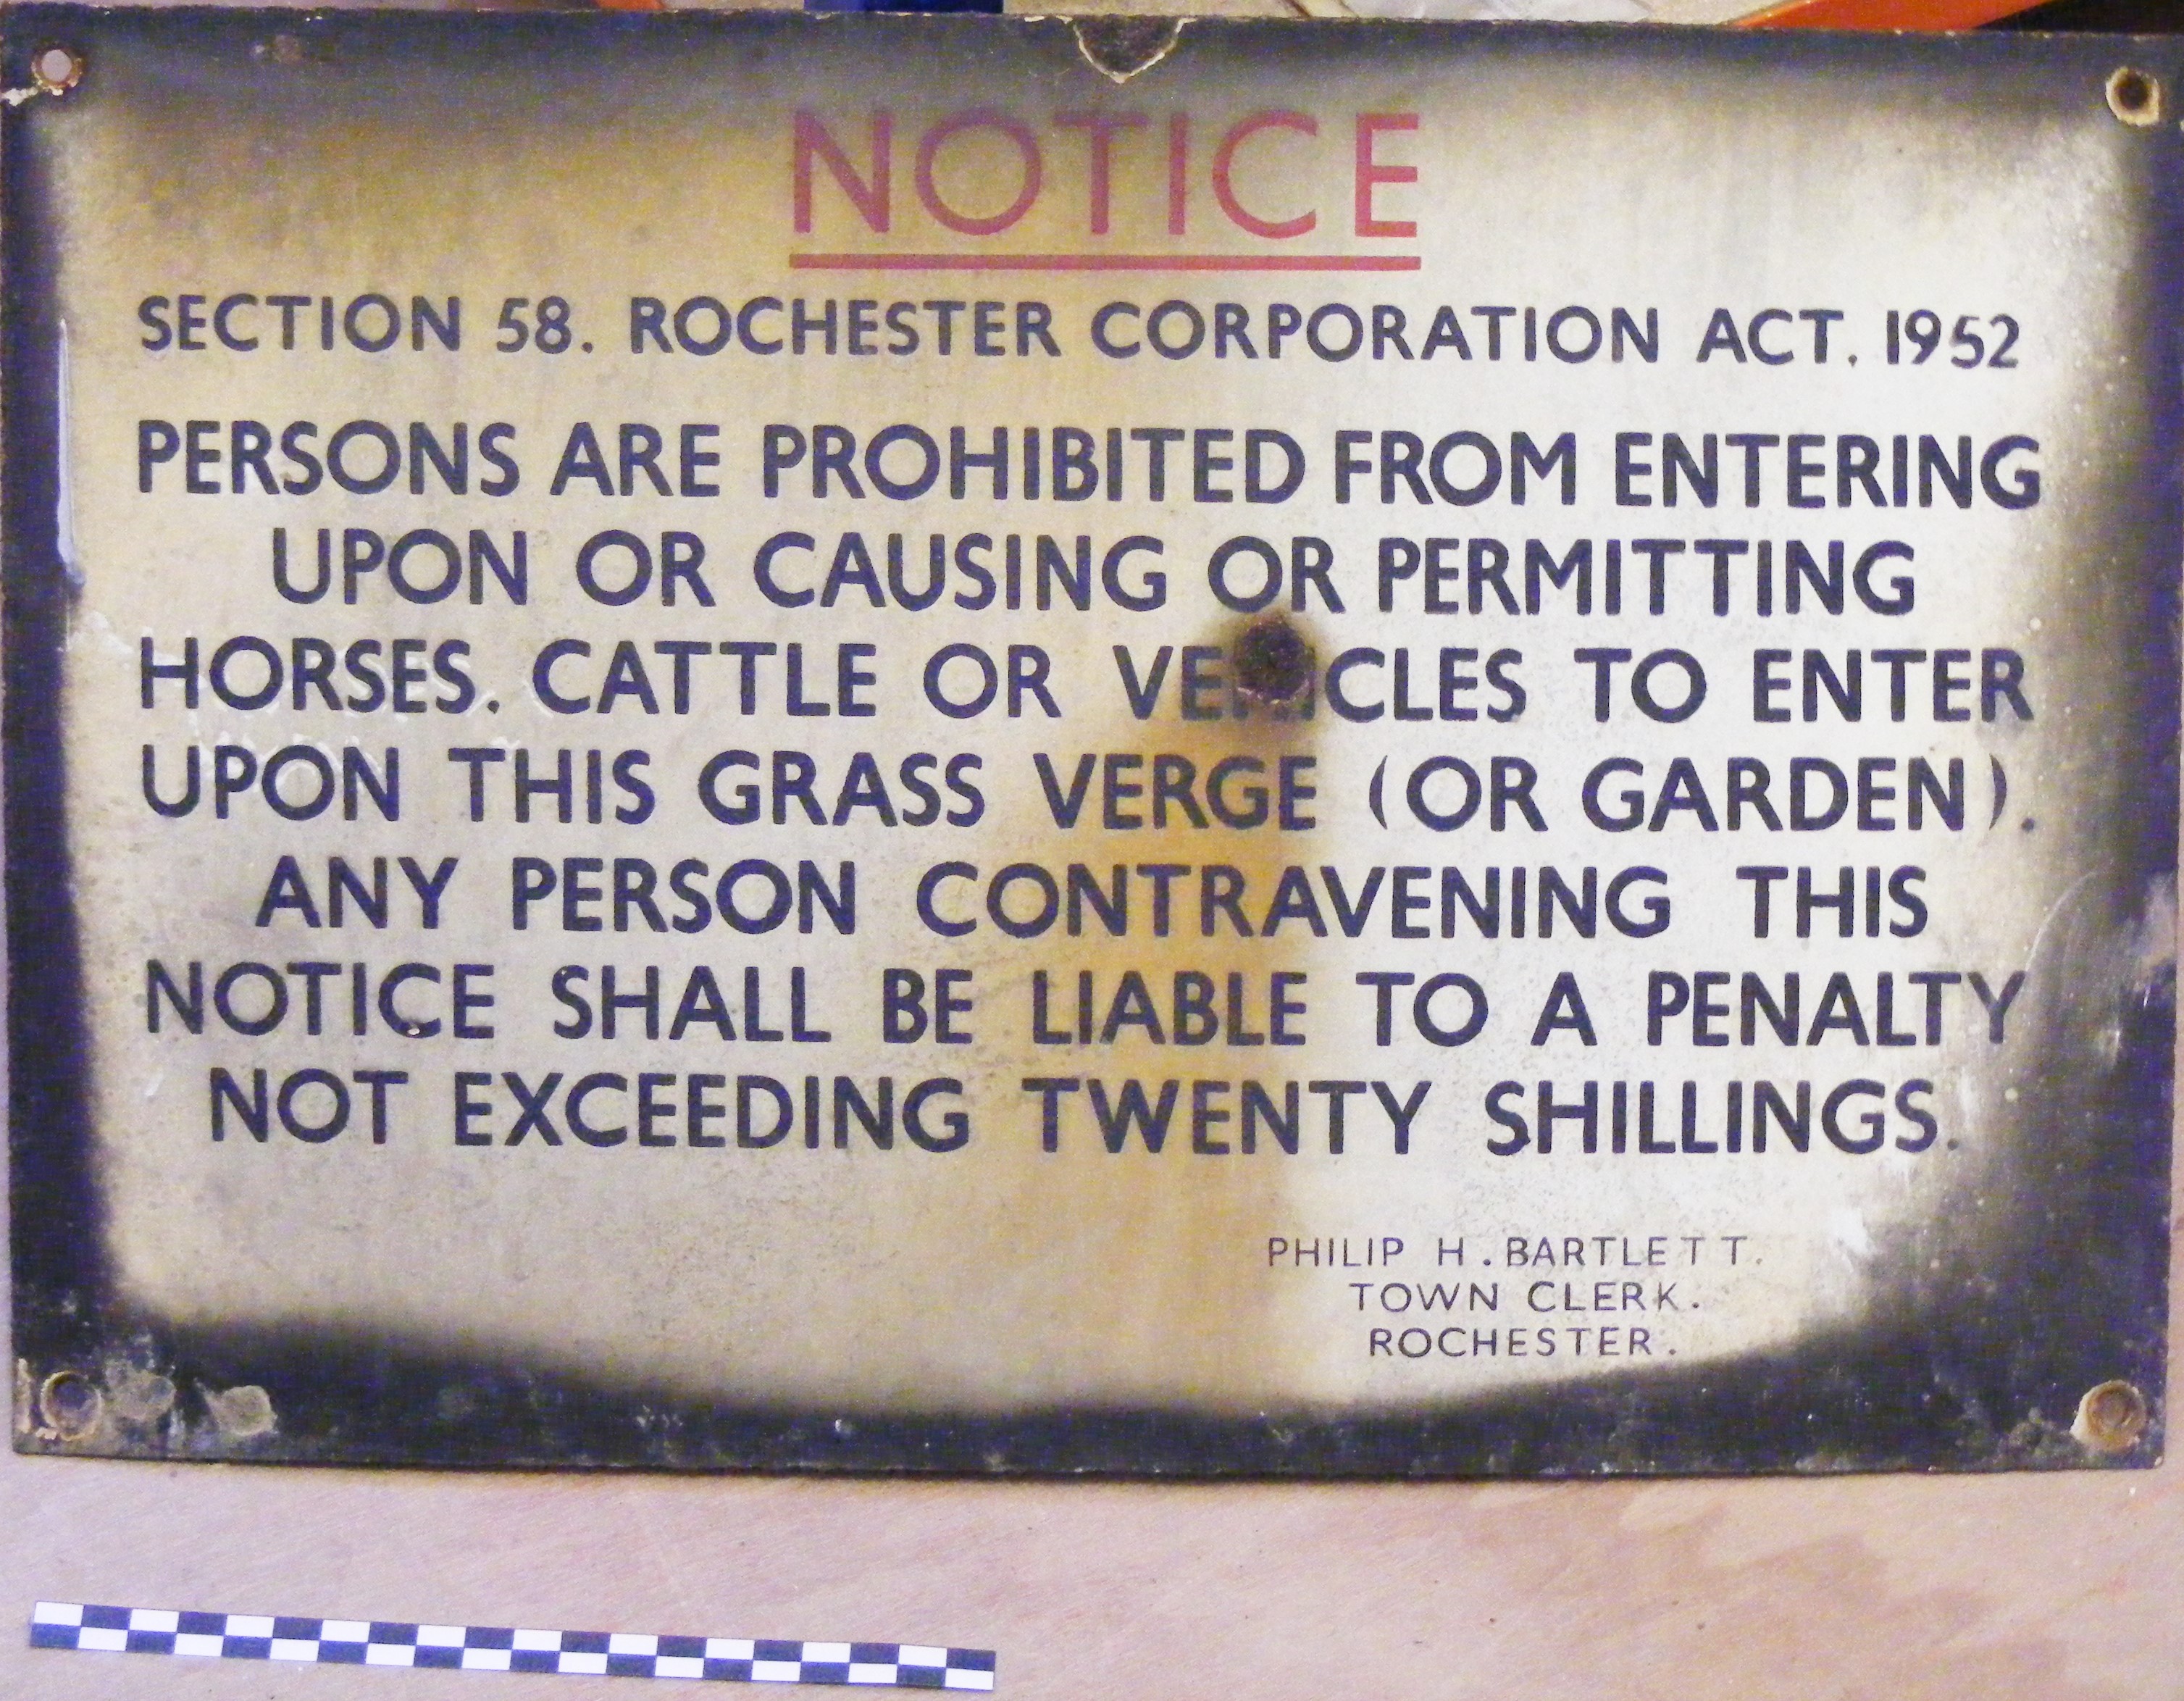 NOTICE
SECTION 58. ROCHESTER CORPORATION ACT. 1952
PERSONS ARE PROHIBITED FROM ENTERING
UPON OR CAUSING OR PERMITTING
HORSES. CATTLE OR VEHICLES TO ENTER
UPON THIS GRASS VERGE (OR GARDEN).
ANY PERSON CONTRAVENING THIS
NOTICE SHALL BE LIABLE TO A PENALTY
NOT EXCEEDING TWENTY SHILLINGS.
PHILIP H. BARTLETT.
TOWN CLERK.
ROCHESTER.